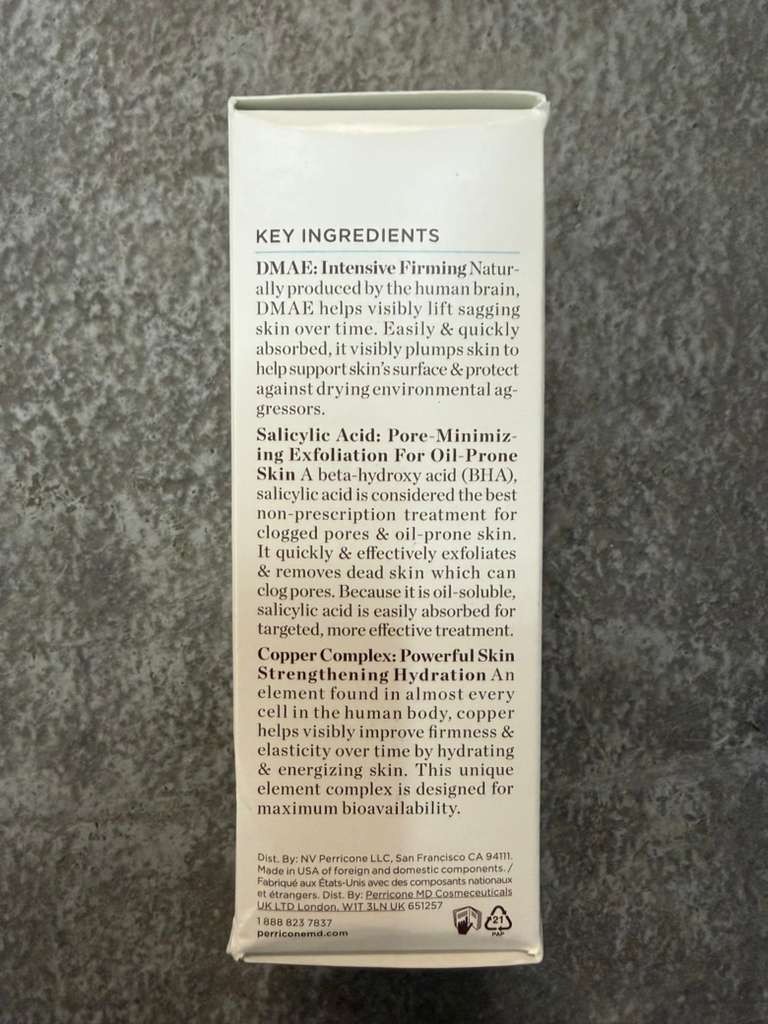 KEY INGREDIENTS
DMAE: Intensive Firming Natur-
ally produced by the human brain,
DMAE helps visibly lift sagging
skin over time. Easily & quickly
absorbed, it visibly plumps skin to
help support skin's surface & protect
against drying environmental ag-
gressors.
Salicylic Acid: Pore-Minimiz-
ing Exfoliation For Oil-Prone
Skin A beta-hydroxy acid (BHA),
salicylic acid is considered the best
non-prescription treatment for
clogged pores & oil-prone skin.
It quickly & effectively exfoliates
& removes dead skin which can
clog pores. Because it is oil-soluble,
salicylic acid is easily absorbed for
targeted, more effective treatment.
Copper Complex: Powerful Skin
Strengthening Hydration An
element found in almost every
cell in the human body, copper
helps visibly improve firmness &
elasticity over time by hydrating
& energizing skin. This unique
element complex is designed for
maximum bioavailability.
Dist. By: NV Perricone LLC, San Francisco CA 94111.
Made in USA of foreign and domestic components. /
Fabriqué aux États-Unis avec des composants nationaux
et étrangers. Dist. By: Perricone MD Cosmeceuticals
UK LTD London, W1T 3LN UK 651257
1 888 823 7837
perriconemd.com
21
PAP